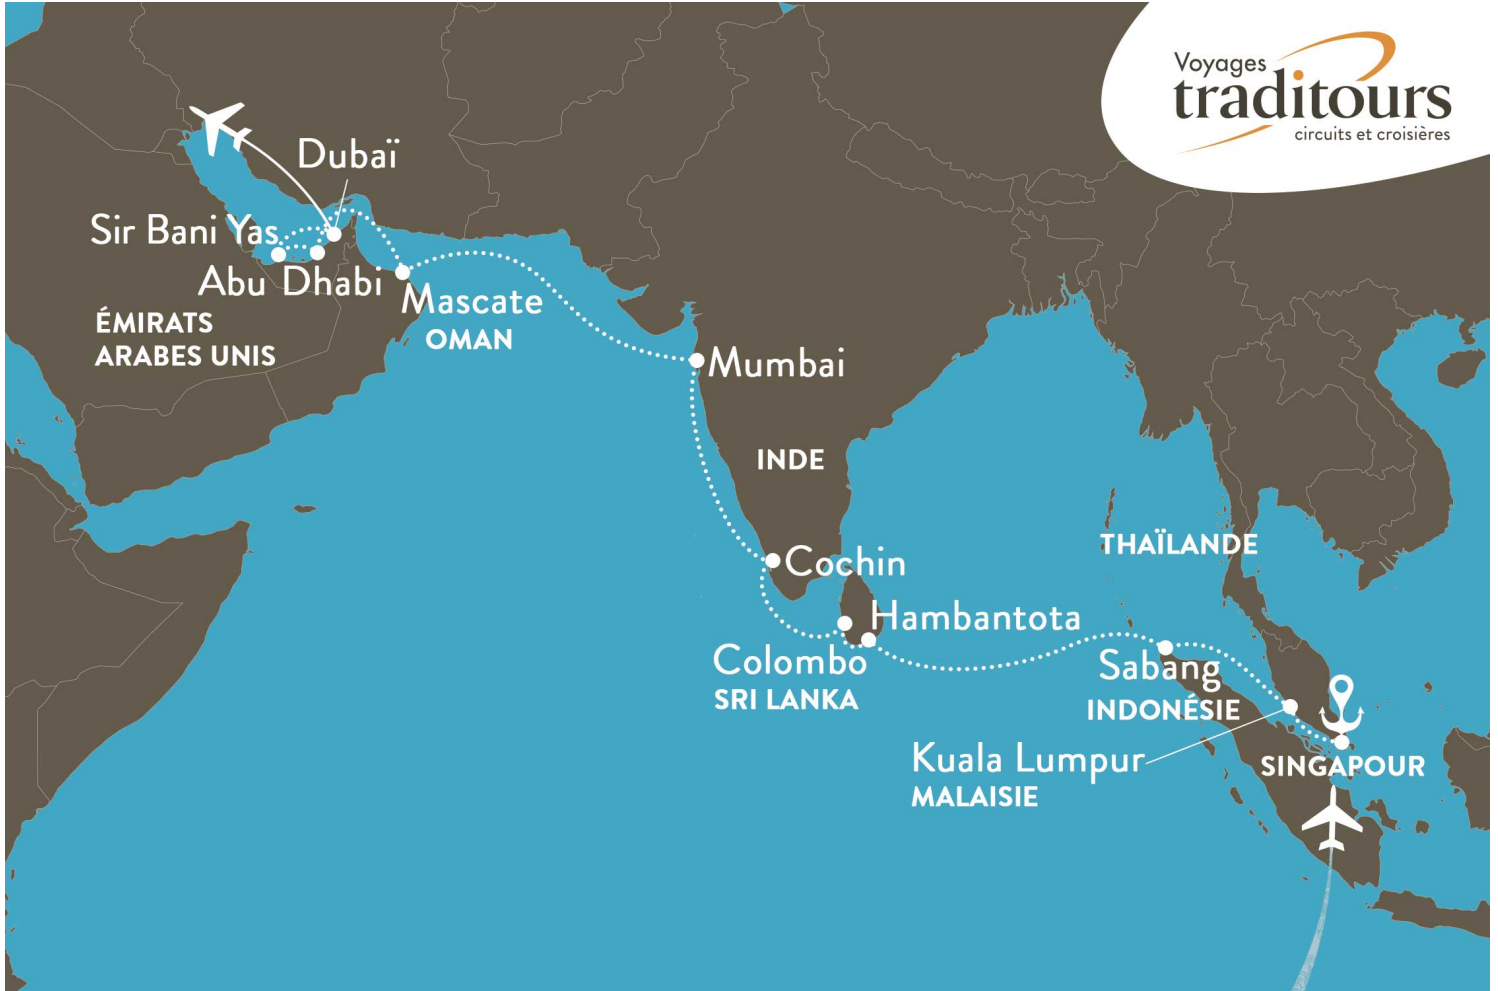 Voyages
traditours
circuits et croisières
Dubaï
Sir Bani Yas
Abu Dhabi
Mascate
OMAN
ÉMIRATS
ARABES UNIS
Mumbai
INDE
Cochin
THAÏLANDE
Hambantota
Colombo
SRI LANKA
Sabang
INDONÉSIE
Kuala Lumpur
MALAISIE
SINGAPOUR